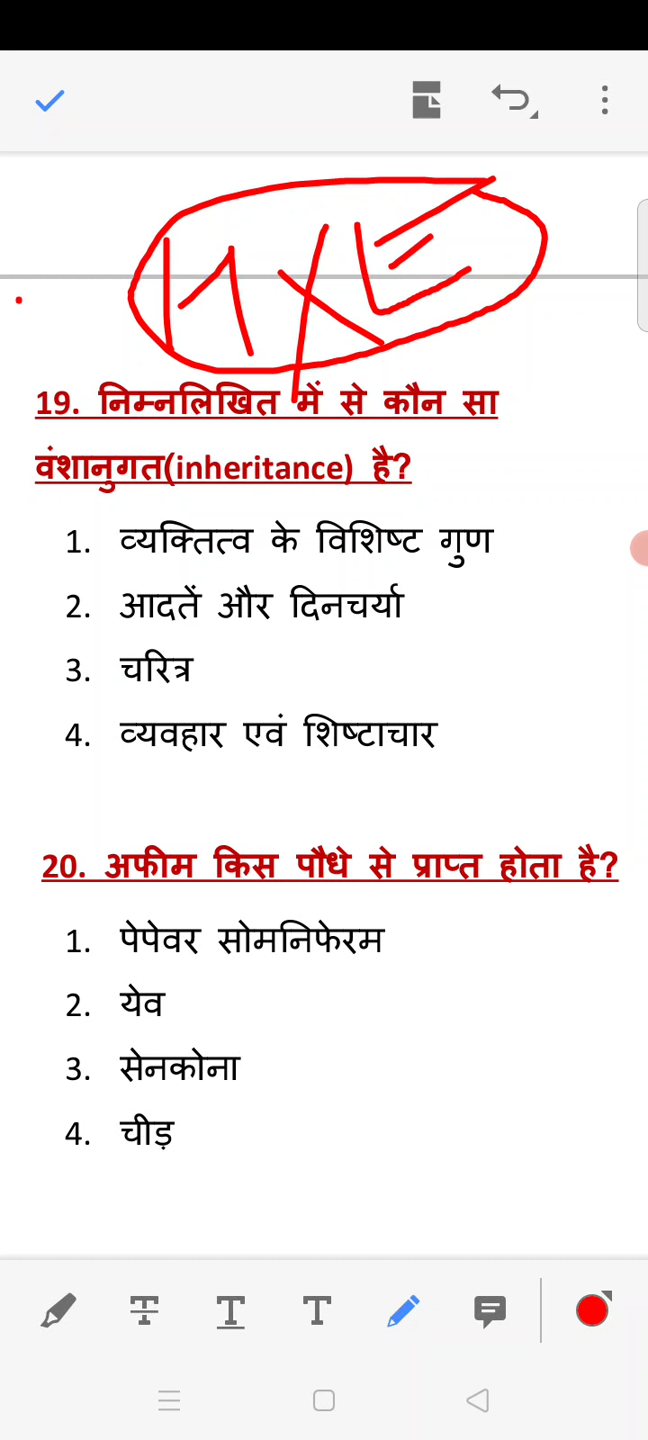 H X E
19. निम्नलिखित में से कौन सा
वंशानुगत(inheritance) है?
1. व्यक्तित्व के विशिष्ट गुण
2. आदतें और दिनचर्या
3. चरित्र
4. व्यवहार एवं शिष्टाचार
20. अफीम किस पौधे से प्राप्त होता है?
1. पेपेवर सोमनिफेरम
2. येव
3. सेनकोना
4. चीड़